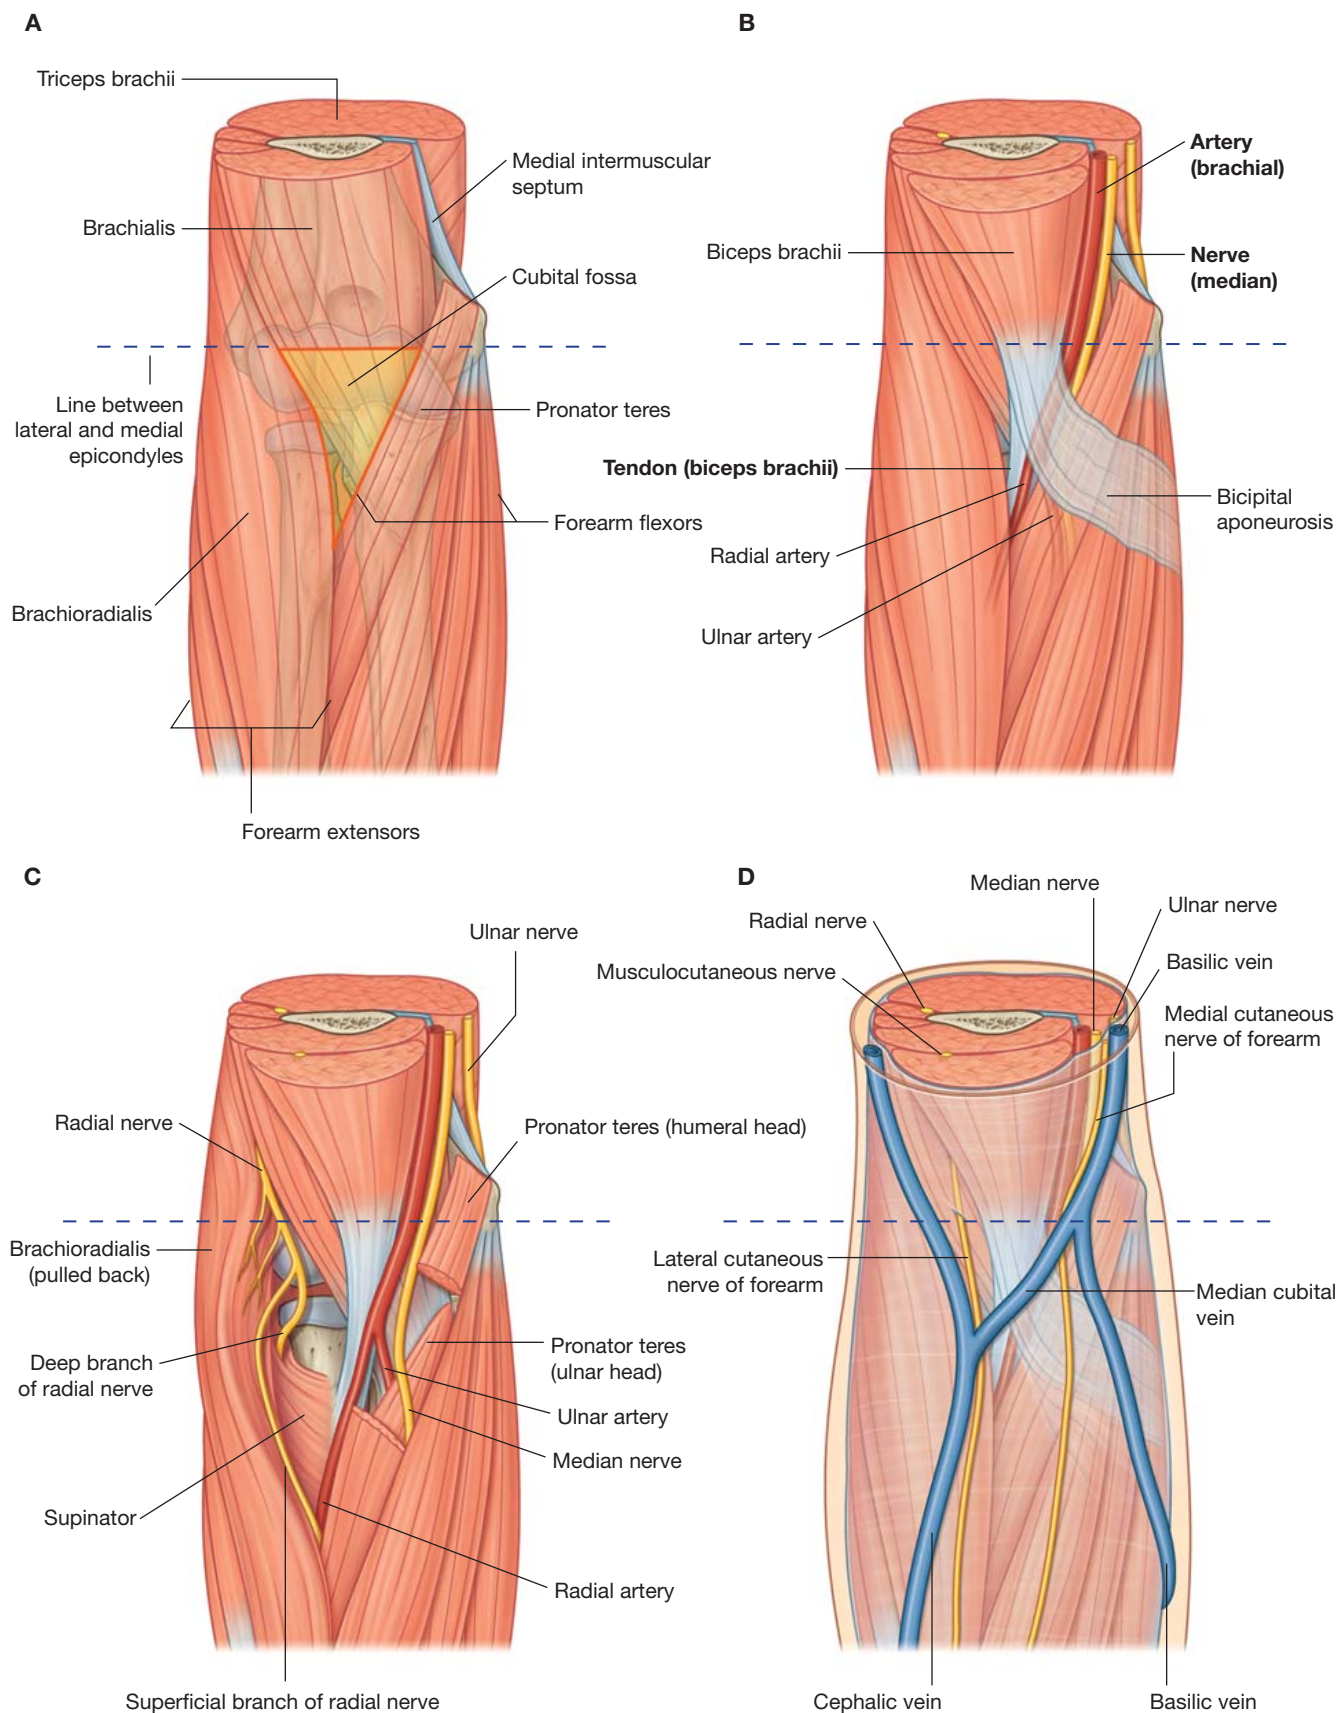 A
Triceps brachii
Medial intermuscular
septum
Brachialis
Cubital fossa
Line between
lateral and medial
epicondyles
Pronator teres
Forearm flexors
Brachioradialis
Forearm extensors
B
Artery
(brachial)
Biceps brachii
Nerve
(median)
Tendon (biceps brachii)
Bicipital
aponeurosis
Radial artery
Ulnar artery
C
Ulnar nerve
Radial nerve
Pronator teres (humeral head)
Brachioradialis
(pulled back)
Deep branch
of radial nerve
Pronator teres
(ulnar head)
Ulnar artery
Median nerve
Supinator
Radial artery
Superficial branch of radial nerve
D
Median nerve
Radial nerve
Ulnar nerve
Musculocutaneous nerve
Basilic vein
Medial cutaneous
nerve of forearm
Lateral cutaneous
nerve of forearm
Median cubital
vein
Cephalic vein
Basilic vein